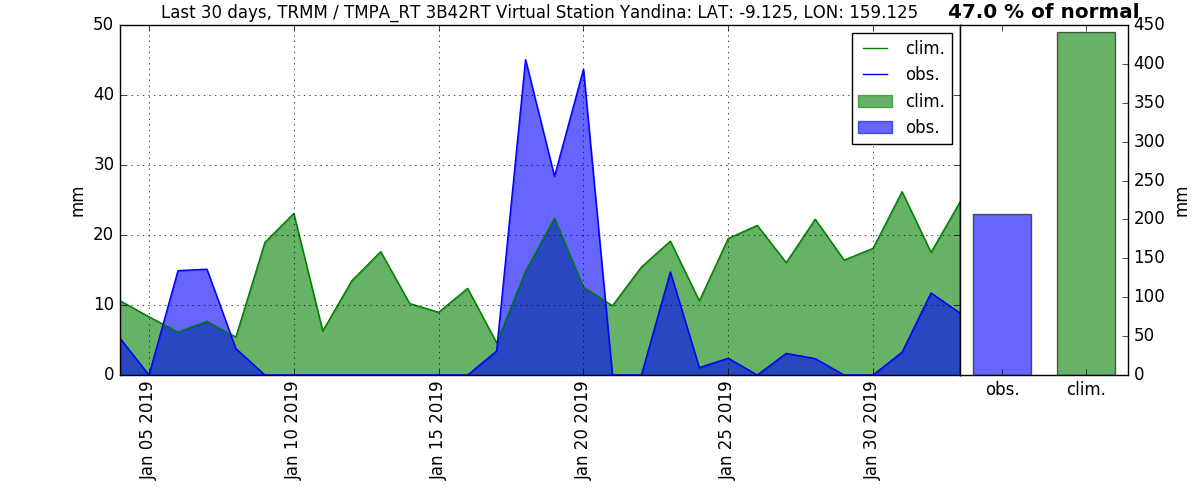 Last 30 days, TRMM / TMPA_RT 3B42RT Virtual Station Yandina: LAT: -9.125, LON: 159.125
47.0 % of normal
50
40
30
20
10
0
mm
clim.
obs.
clim.
obs.
Jan 05 2019
Jan 10 2019
Jan 15 2019
Jan 20 2019
Jan 25 2019
Jan 30 2019
450
400
350
300
250
200
150
100
50
0
mm
obs.
clim.